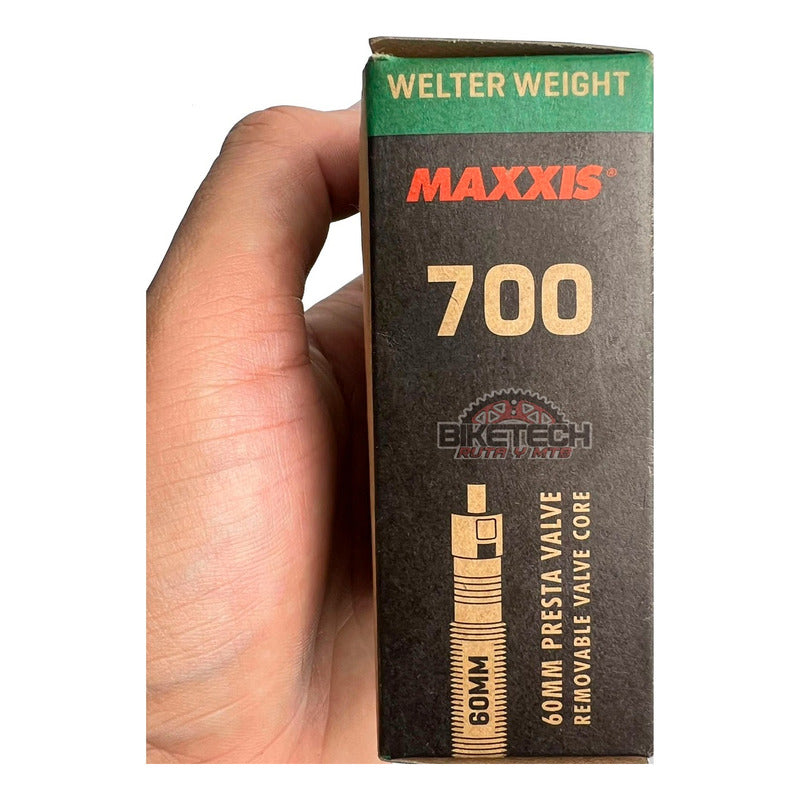 WELTER WEIGHT
MAXXIS®
700
BIKETECH
RUTA Y MTB
60MM
60MM PRESTA VALVE
REMOVABLE VALVE CORE